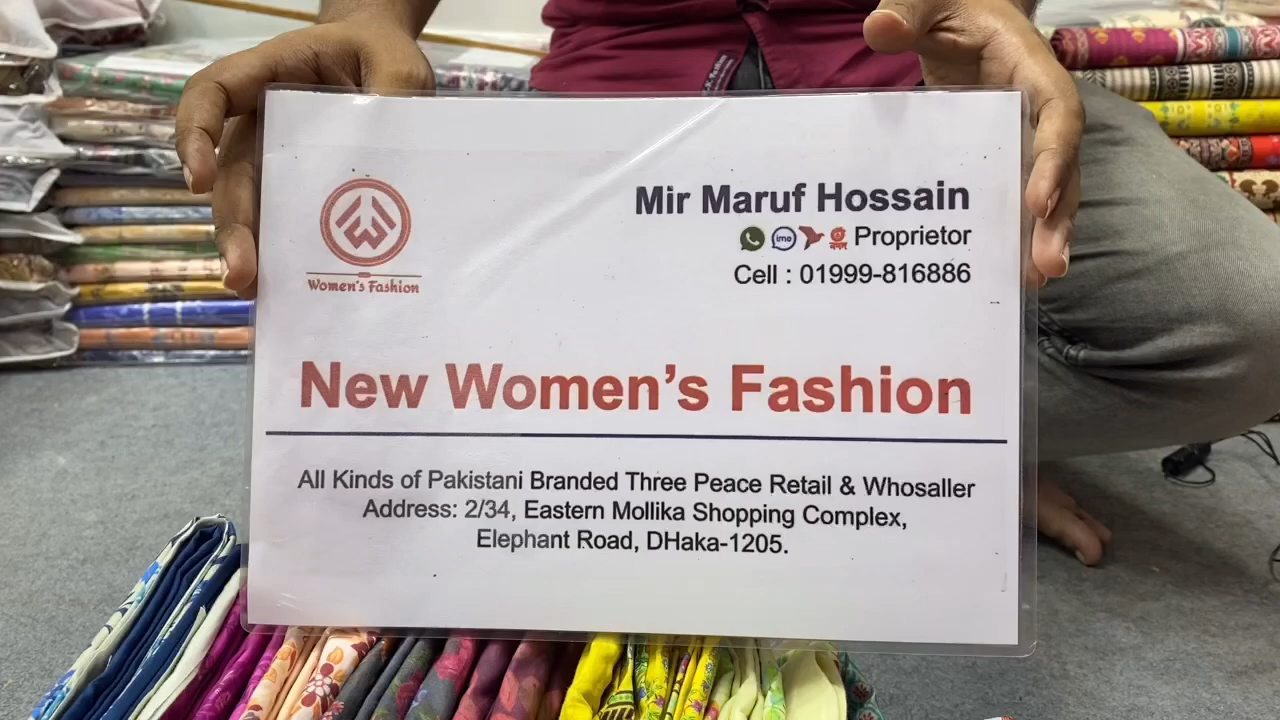 Mir Maruf Hossain
imo Proprietor
Cell : 01999-816886
Women's Fashion
New Women's Fashion
All Kinds of Pakistani Branded Three Peace Retail & Whosaller
Address: 2/34, Eastern Mollika Shopping Complex,
Elephant Road, DHaka-1205.